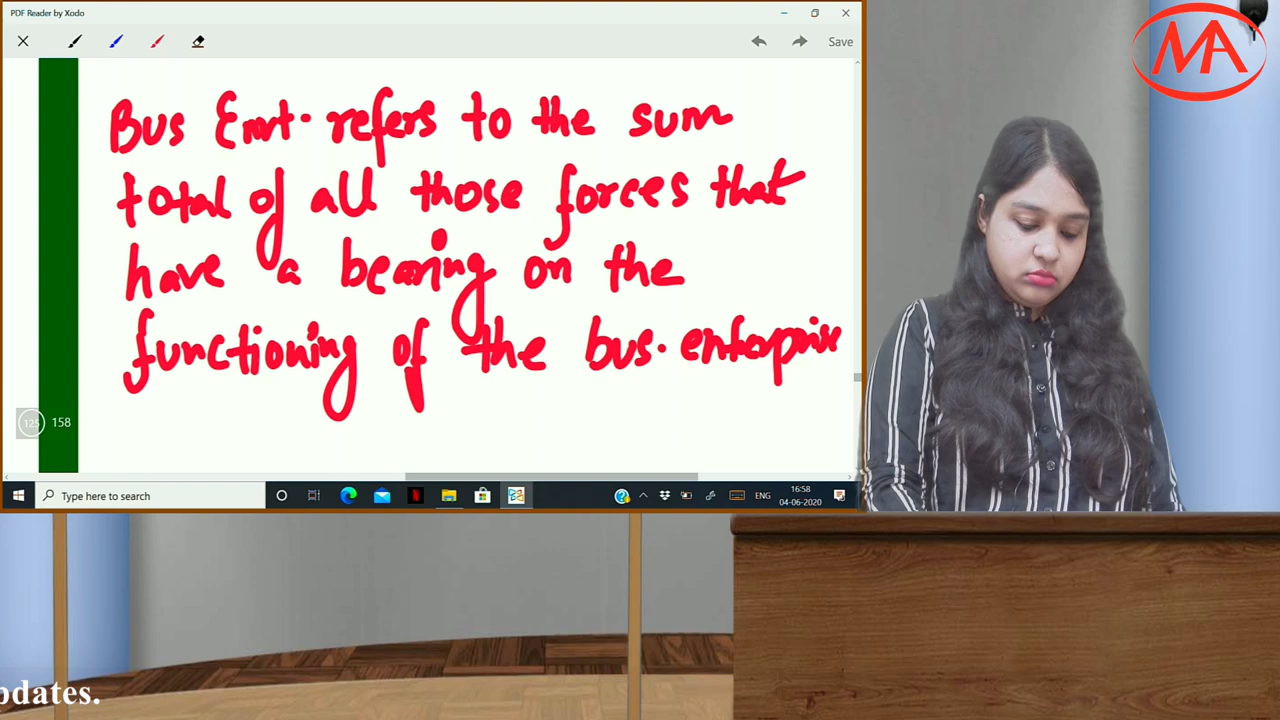 PDF Reader by Xodo
Save
Bus Envt. refers to the sum
total of all those forces that
have a bearing on the
functioning of the bus. enterprise
125 158
Type here to search
ENG
16:58
04-06-2020
MA
pdates.